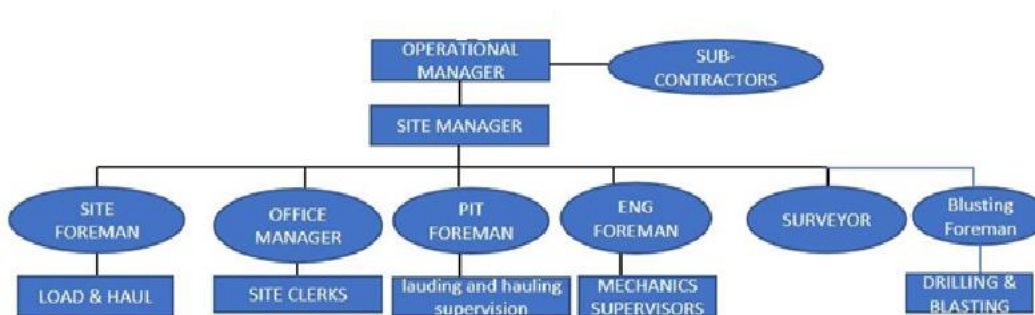 OPERATIONAL
MANAGER
SUB-
CONTRACTORS
SITE MANAGER
SITE
FOREMAN
OFFICE
MANAGER
PIT
FOREMAN
ENG
FOREMAN
SURVEYOR
Blusting
Foreman
LOAD & HAUL
SITE CLERKS
lauding and hauling
supervision
MECHANICS
SUPERVISORS
DRILLING &
BLASTING